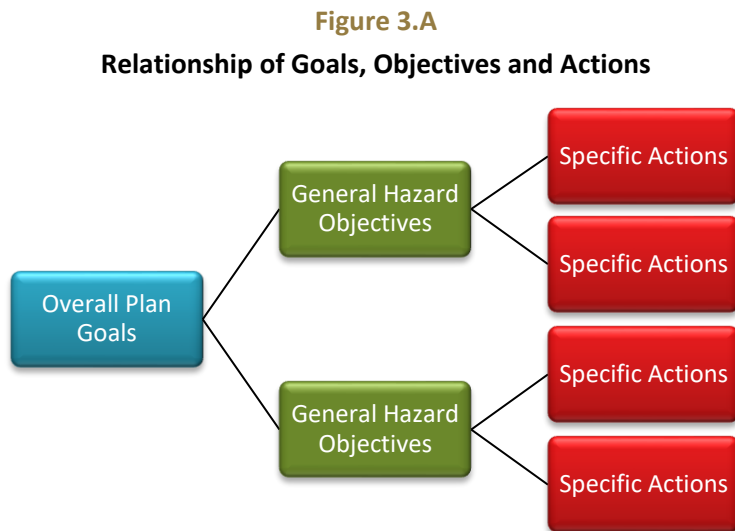 Figure 3.A
Relationship of Goals, Objectives and Actions
Overall Plan
Goals
General Hazard
Objectives
Specific Actions
Specific Actions
General Hazard
Objectives
Specific Actions
Specific Actions